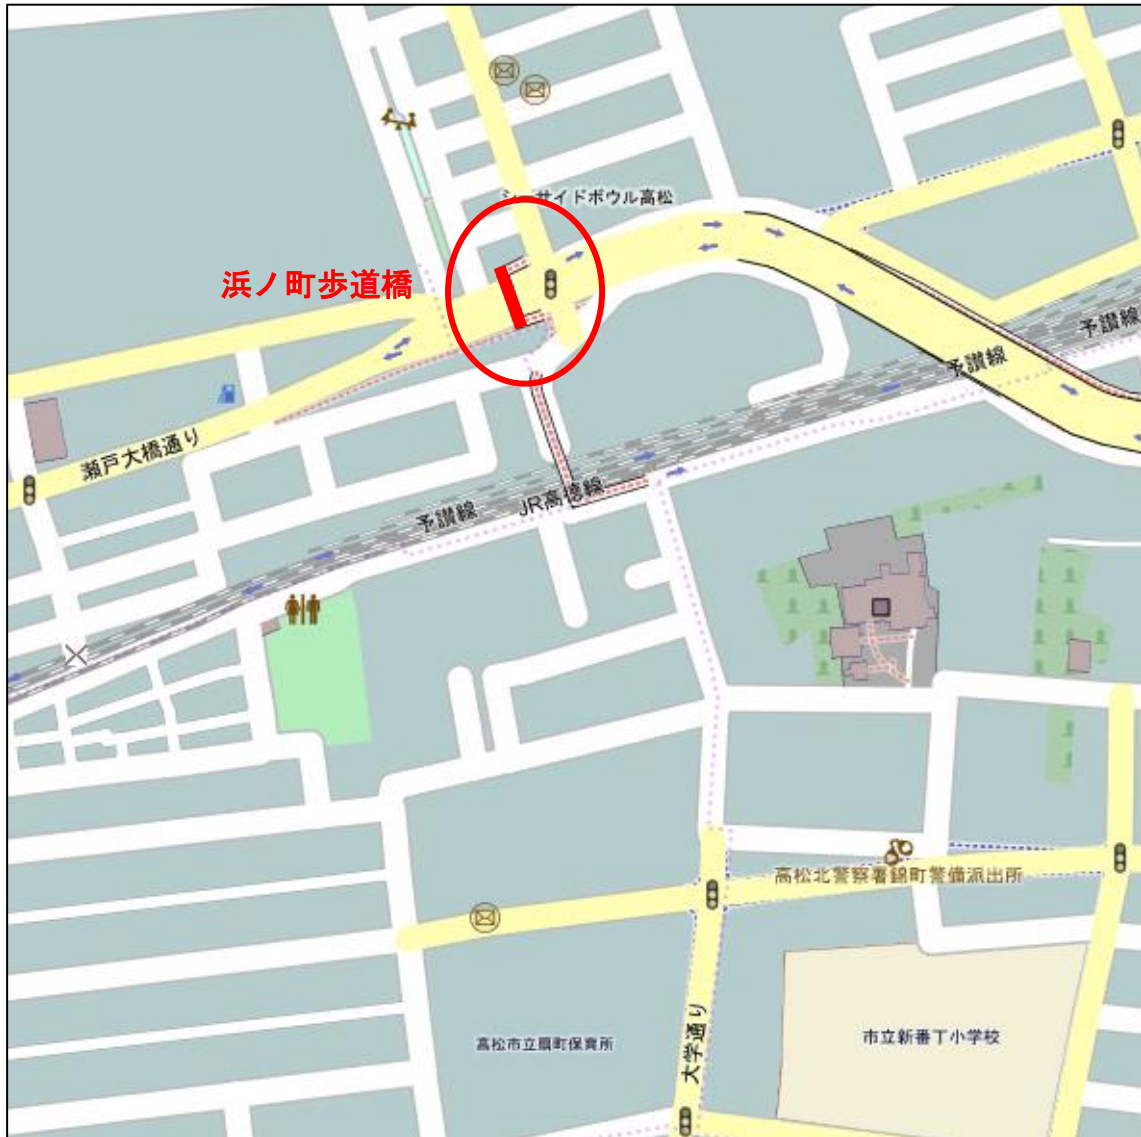 シーサイドボウル高松
浜ノ町歩道橋
予讃線
予讃線
瀬戸大橋通り
JR高徳線
予讃線
高松北警察署錦町警備派出所
大学通り
市立新番丁小学校
高松市立扇町保育所